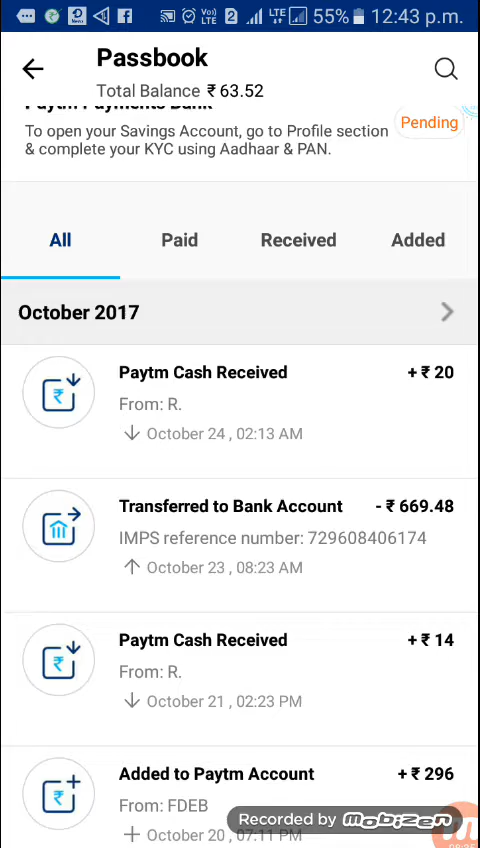 55% 12:43 p.m.
Passbook
Total Balance ₹ 63.52
Paytm Payments Bank
To open your Savings Account, go to Profile section
& complete your KYC using Aadhaar & PAN.
Pending
All Paid Received Added
October 2017
Paytm Cash Received + ₹ 20
From: R.
October 24 , 02:13 AM
Transferred to Bank Account - ₹ 669.48
IMPS reference number: 729608406174
October 23 , 08:23 AM
Paytm Cash Received + ₹ 14
From: R.
October 21 , 02:23 PM
Added to Paytm Account + ₹ 296
From: FDEB
October 20 , 07:11 PM
Recorded by Mobizen